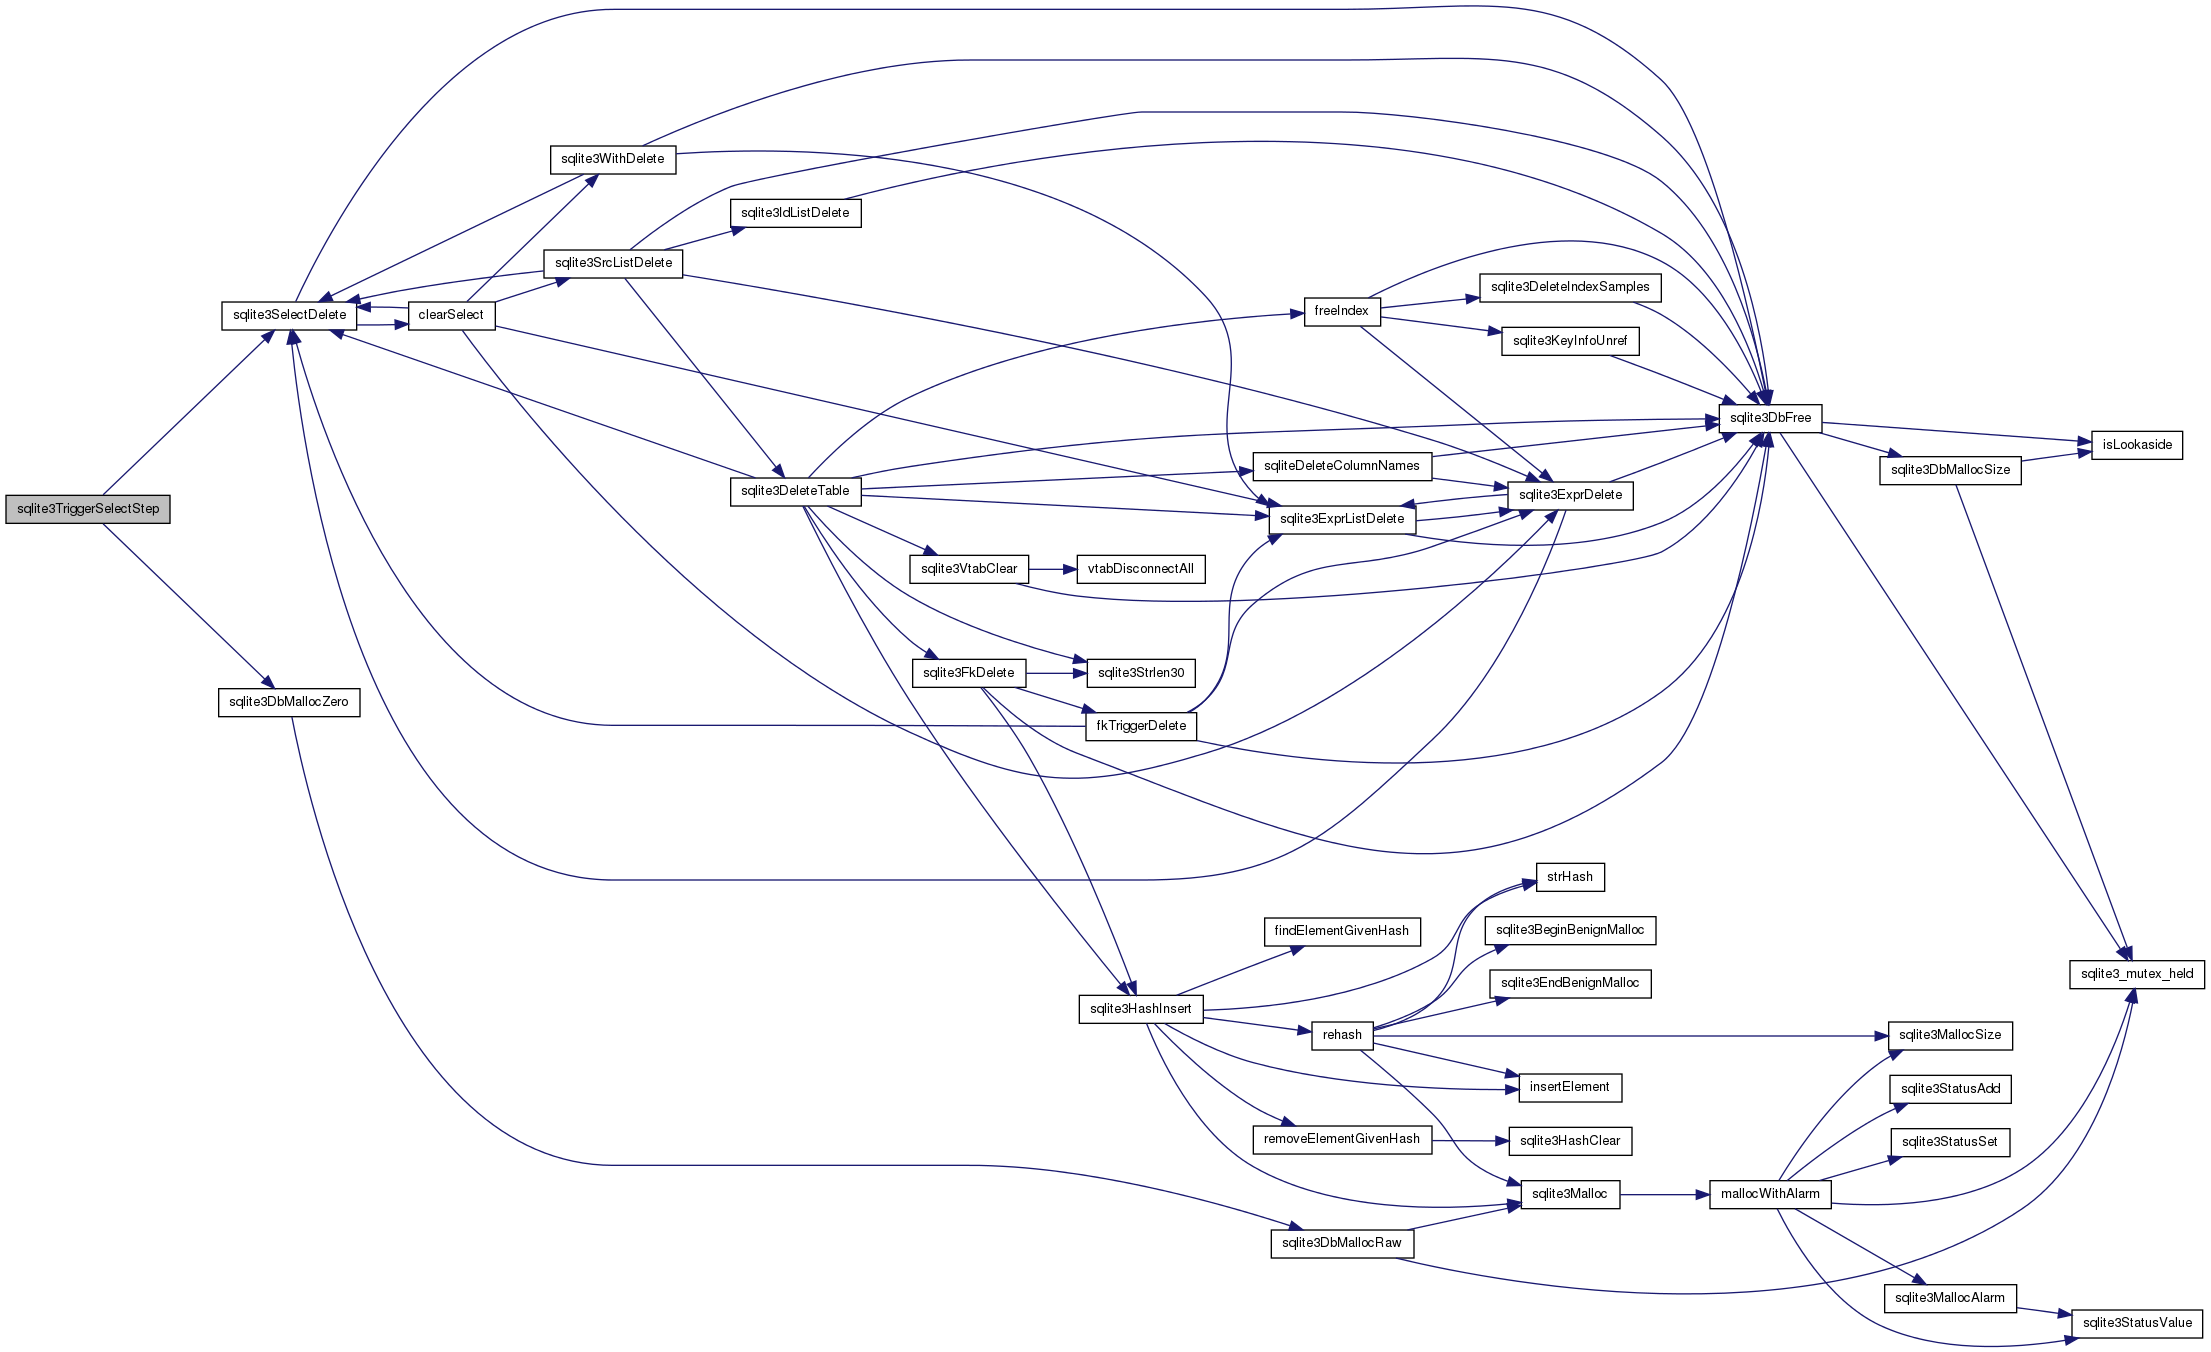 sqlite3WithDelete
sqlite3IdListDelete
sqlite3SrcListDelete
sqlite3DeleteIndexSamples
freeIndex
sqlite3SelectDelete
clearSelect
sqlite3KeyInfoUnref
sqlite3DbFree
isLookaside
sqliteDeleteColumnNames
sqlite3DbMallocSize
sqlite3DeleteTable
sqlite3ExprDelete
sqlite3TriggerSelectStep
sqlite3ExprListDelete
sqlite3VtabClear
vtabDisconnectAll
sqlite3FkDelete
sqlite3Strlen30
sqlite3DbMallocZero
fkTriggerDelete
strHash
findElementGivenHash
sqlite3BeginBenignMalloc
sqlite3_mutex_held
sqlite3EndBenignMalloc
sqlite3HashInsert
rehash
sqlite3MallocSize
insertElement
sqlite3StatusAdd
removeElementGivenHash
sqlite3HashClear
sqlite3StatusSet
sqlite3Malloc
mallocWithAlarm
sqlite3DbMallocRaw
sqlite3MallocAlarm
sqlite3StatusValue